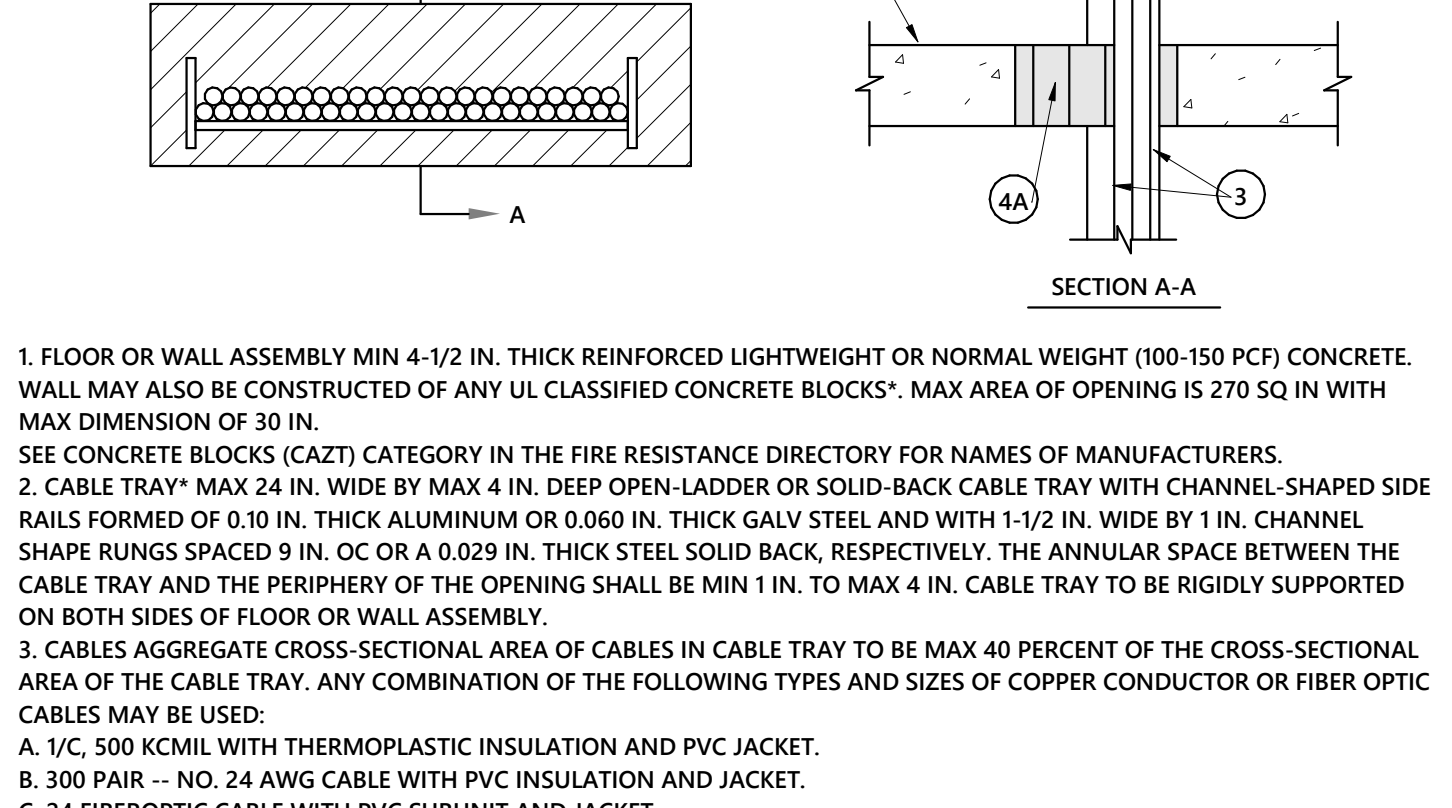 A
4A
3
SECTION A-A
1. FLOOR OR WALL ASSEMBLY MIN 4-1/2 IN. THICK REINFORCED LIGHTWEIGHT OR NORMAL WEIGHT (100-150 PCF) CONCRETE.
WALL MAY ALSO BE CONSTRUCTED OF ANY UL CLASSIFIED CONCRETE BLOCKS*. MAX AREA OF OPENING IS 270 SQ IN WITH
MAX DIMENSION OF 30 IN.
SEE CONCRETE BLOCKS (CAZT) CATEGORY IN THE FIRE RESISTANCE DIRECTORY FOR NAMES OF MANUFACTURERS.
2. CABLE TRAY* MAX 24 IN. WIDE BY MAX 4 IN. DEEP OPEN-LADDER OR SOLID-BACK CABLE TRAY WITH CHANNEL-SHAPED SIDE
RAILS FORMED OF 0.10 IN. THICK ALUMINUM OR 0.060 IN. THICK GALV STEEL AND WITH 1-1/2 IN. WIDE BY 1 IN. CHANNEL
SHAPE RUNGS SPACED 9 IN. OC OR A 0.029 IN. THICK STEEL SOLID BACK, RESPECTIVELY. THE ANNULAR SPACE BETWEEN THE
CABLE TRAY AND THE PERIPHERY OF THE OPENING SHALL BE MIN 1 IN. TO MAX 4 IN. CABLE TRAY TO BE RIGIDLY SUPPORTED
ON BOTH SIDES OF FLOOR OR WALL ASSEMBLY.
3. CABLES AGGREGATE CROSS-SECTIONAL AREA OF CABLES IN CABLE TRAY TO BE MAX 40 PERCENT OF THE CROSS-SECTIONAL
AREA OF THE CABLE TRAY. ANY COMBINATION OF THE FOLLOWING TYPES AND SIZES OF COPPER CONDUCTOR OR FIBER OPTIC
CABLES MAY BE USED:
A. 1/C, 500 KCMIL WITH THERMOPLASTIC INSULATION AND PVC JACKET.
B. 300 PAIR -- NO. 24 AWG CABLE WITH PVC INSULATION AND JACKET.
C. 24 FIBEROPTIC CABLE WITH PVC SUBUNIT AND JACKET.